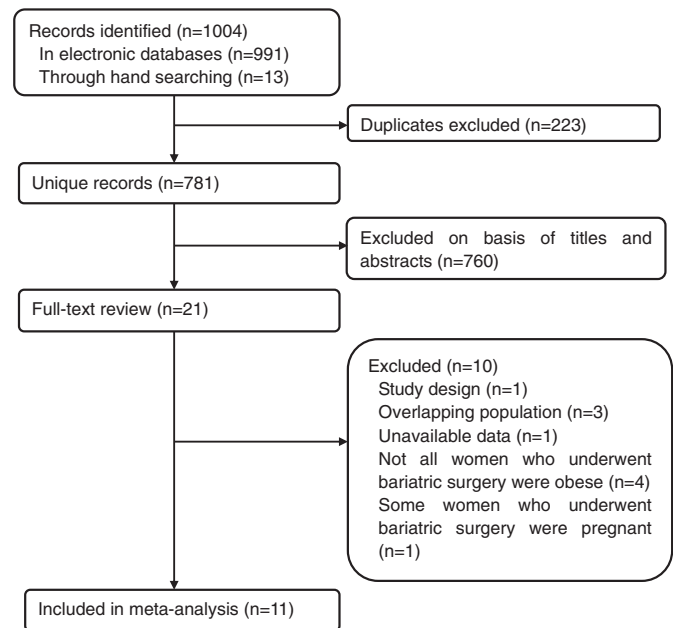 Records identified (n=1004)
In electronic databases (n=991)
Through hand searching (n=13)
Duplicates excluded (n=223)
Unique records (n=781)
Excluded on basis of titles and
abstracts (n=760)
Full-text review (n=21)
Excluded (n=10)
Study design (n=1)
Overlapping population (n=3)
Unavailable data (n=1)
Not all women who underwent
bariatric surgery were obese (n=4)
Some women who underwent
bariatric surgery were pregnant
(n=1)
Included in meta-analysis (n=11)